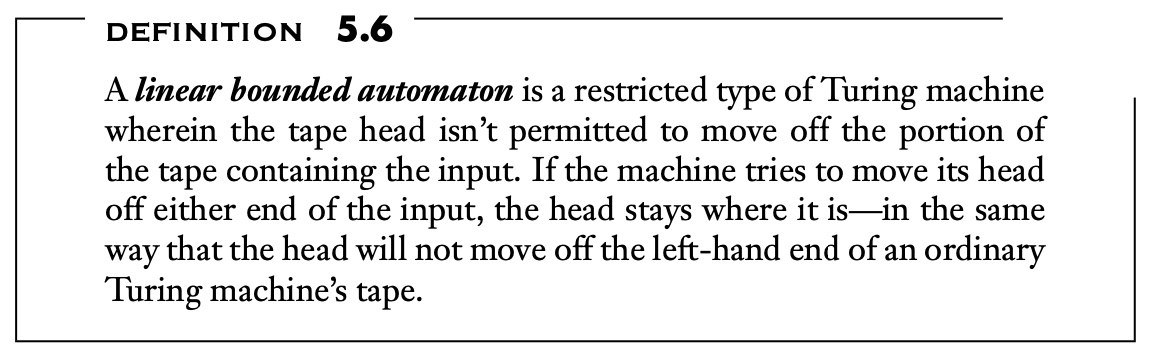 DEFINITION 5.6
A linear bounded automaton is a restricted type of Turing machine
wherein the tape head isn’t permitted to move off the portion of
the tape containing the input. If the machine tries to move its head
off either end of the input, the head stays where it is—in the same
way that the head will not move off the left-hand end of an ordinary
Turing machine’s tape.